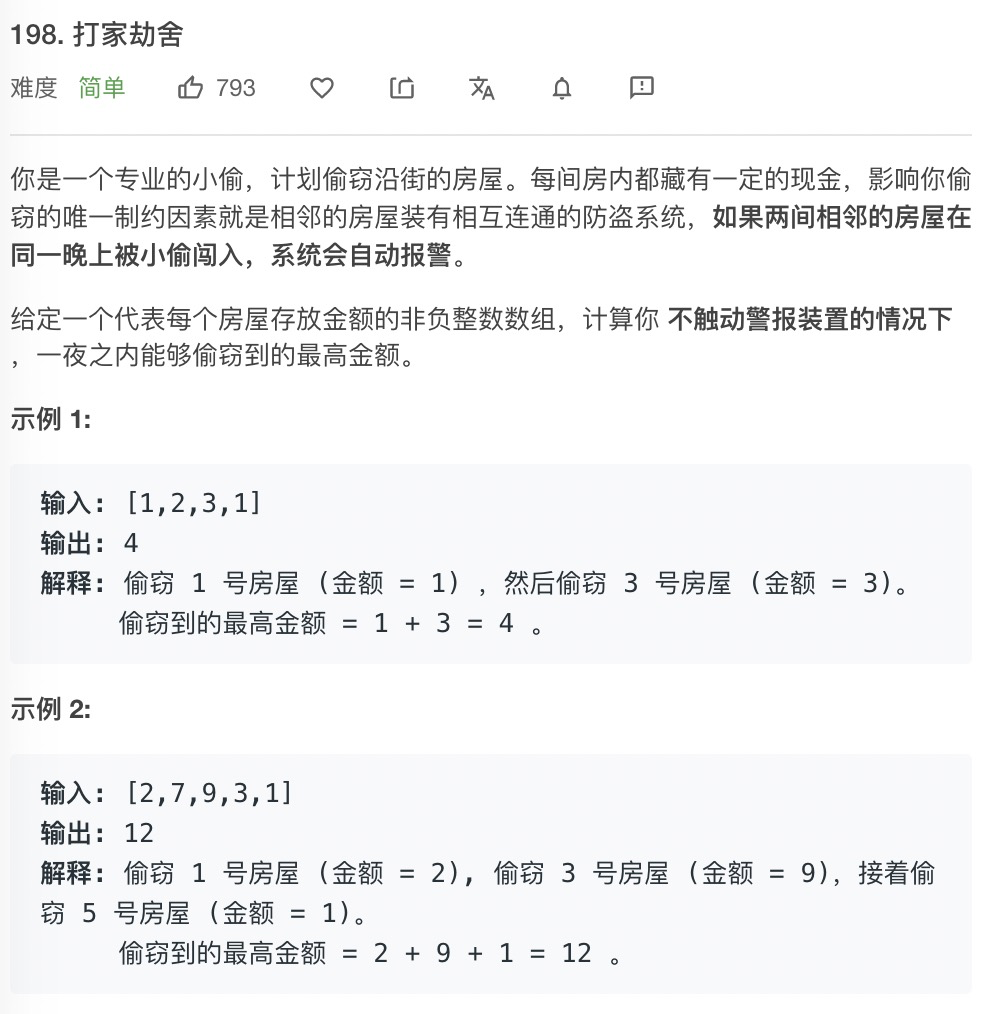 198. 打家劫舍
难度 简单 793
你是一个专业的小偷，计划偷窃沿街的房屋。每间房内都藏有一定的现金，影响你偷
窃的唯一制约因素就是相邻的房屋装有相互连通的防盗系统，如果两间相邻的房屋在
同一晚上被小偷闯入，系统会自动报警。
给定一个代表每个房屋存放金额的非负整数数组，计算你 不触动警报装置的情况下
，一夜之内能够偷窃到的最高金额。
示例 1:
输入: [1,2,3,1]
输出: 4
解释: 偷窃 1 号房屋 (金额 = 1) ，然后偷窃 3 号房屋 (金额 = 3)。
偷窃到的最高金额 = 1 + 3 = 4 。
示例 2:
输入: [2,7,9,3,1]
输出: 12
解释: 偷窃 1 号房屋 (金额 = 2), 偷窃 3 号房屋 (金额 = 9)，接着偷
窃 5 号房屋 (金额 = 1)。
偷窃到的最高金额 = 2 + 9 + 1 = 12 。